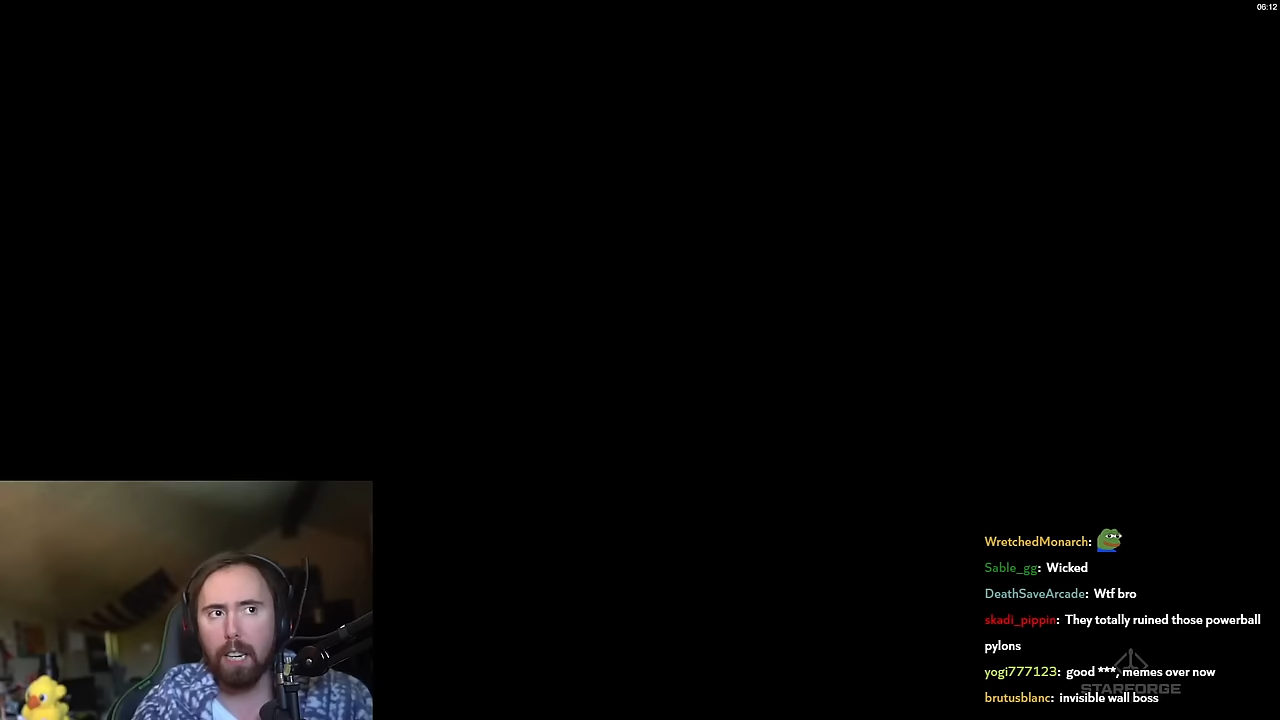 06:12
WretchedMonarch:
Sable_gg: Wicked
DeathSaveArcade: Wtf bro
skadi_pippin: They totally ruined those powerball
pylons
yogi777123: good ***, memes over now
STARFORGE
brutusblanc: invisible wall boss